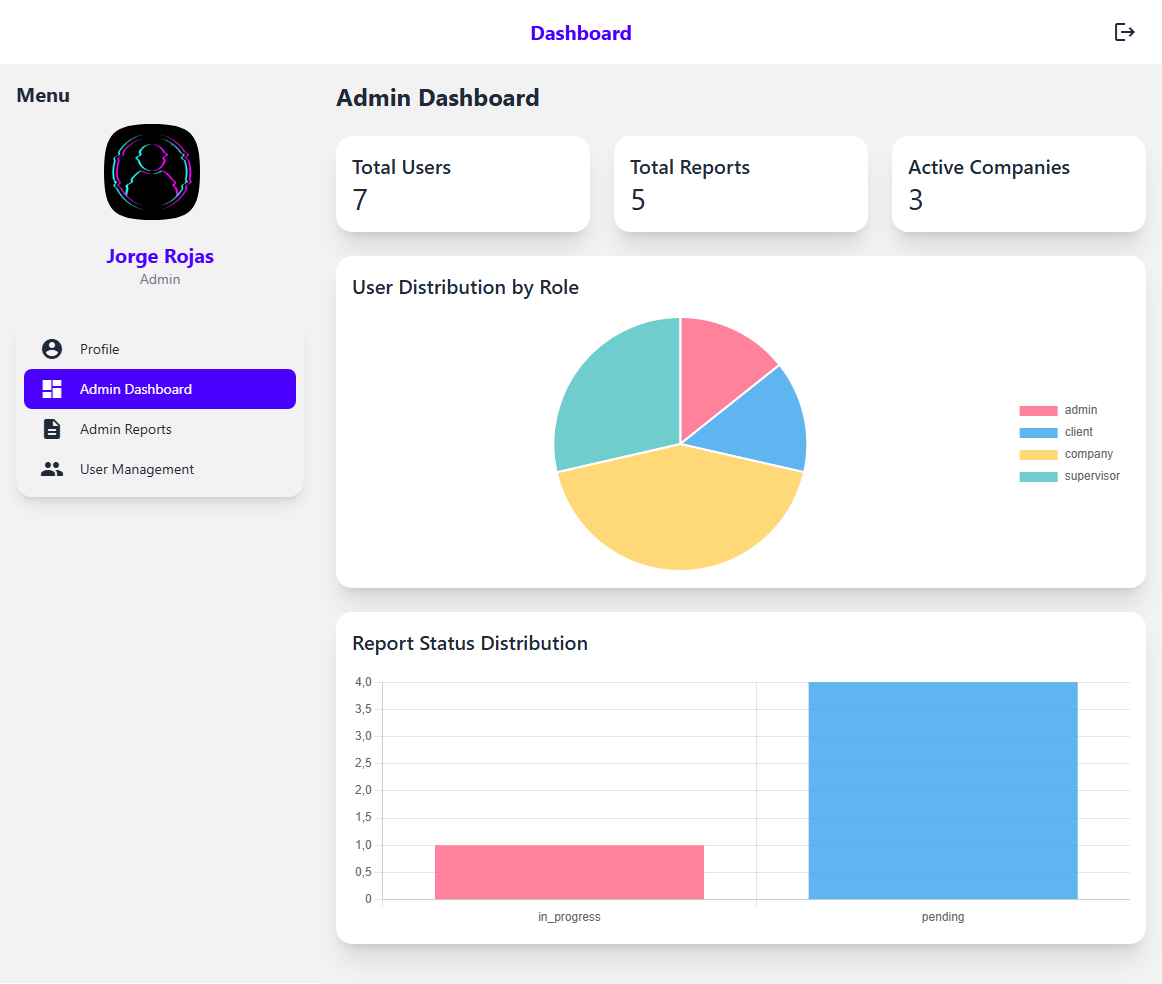 Dashboard
Menu
Jorge Rojas
Admin
Profile
Admin Dashboard
Admin Reports
User Management
Admin Dashboard
Total Users
7
Total Reports
5
Active Companies
3
User Distribution by Role
admin
client
company
supervisor
Report Status Distribution
4,0
3,5
3,0
2,5
2,0
1,5
1,0
0,5
0
in_progress
pending